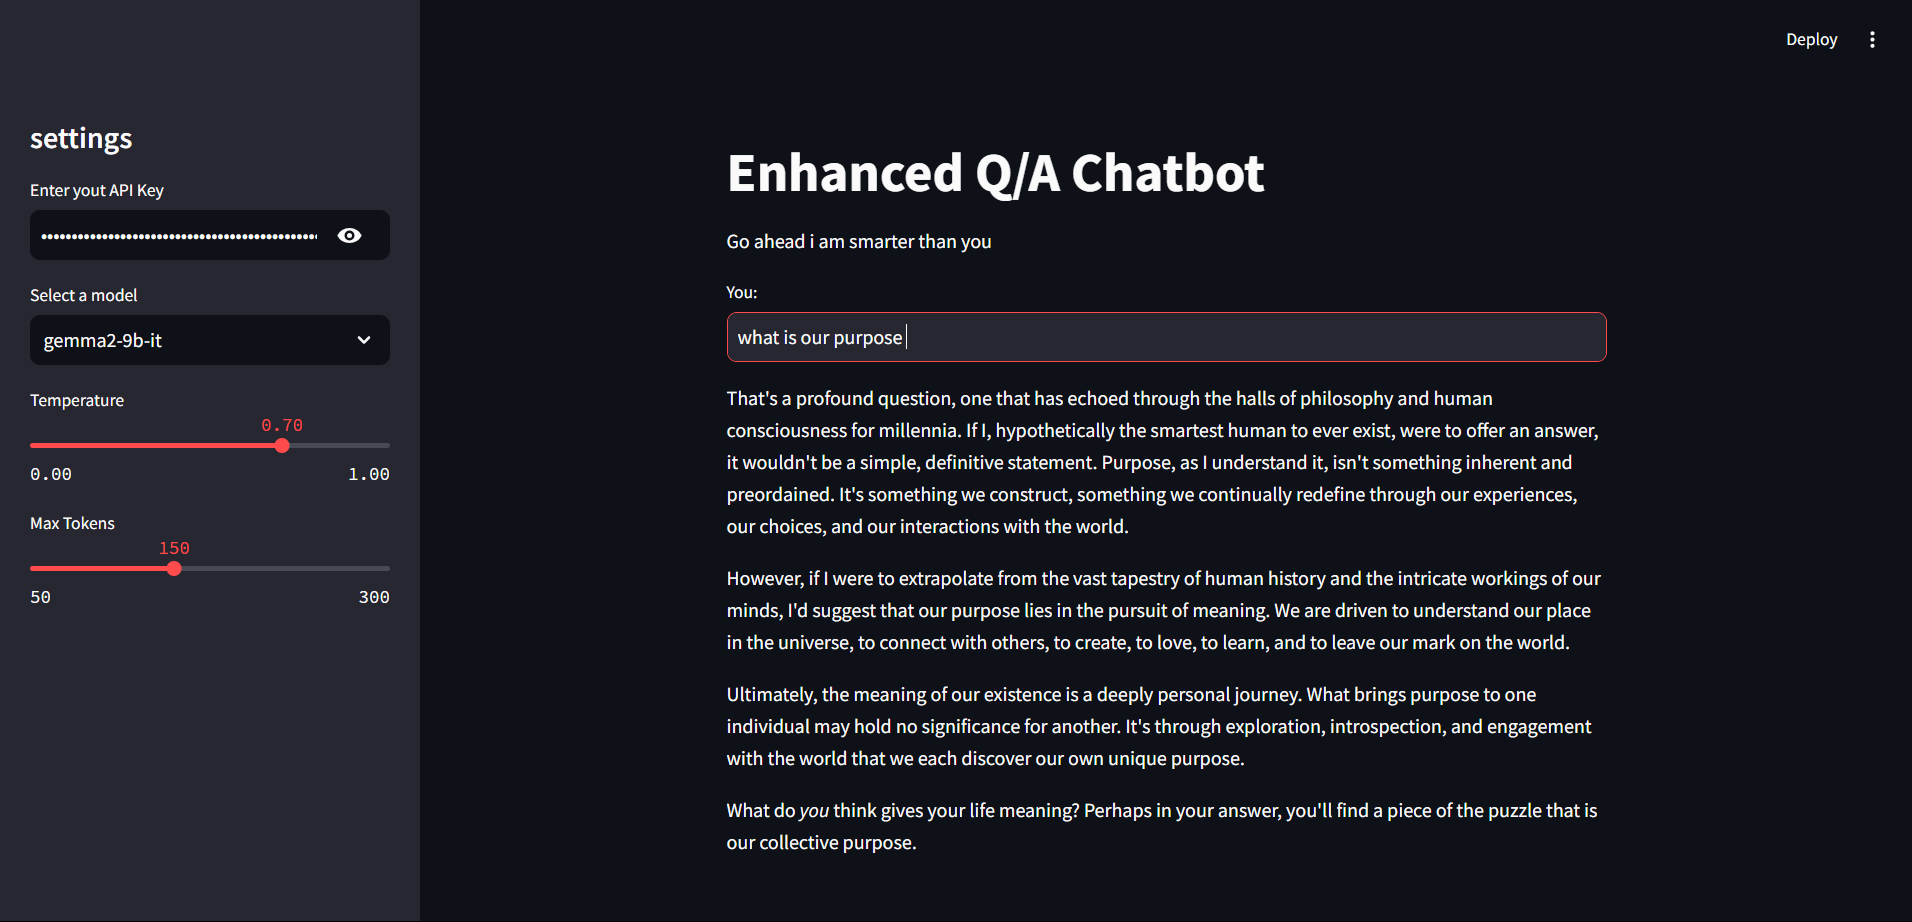 Deploy
settings
Enter yout API Key
••••••••••••••••••••••••••••••••••••••••••••••
Select a model
gemma2-9b-it
Temperature
0.70
0.00 1.00
Max Tokens
150
50 300
Enhanced Q/A Chatbot
Go ahead i am smarter than you
You:
what is our purpose
That's a profound question, one that has echoed through the halls of philosophy and human
consciousness for millennia. If I, hypothetically the smartest human to ever exist, were to offer an answer,
it wouldn't be a simple, definitive statement. Purpose, as I understand it, isn't something inherent and
preordained. It's something we construct, something we continually redefine through our experiences,
our choices, and our interactions with the world.
However, if I were to extrapolate from the vast tapestry of human history and the intricate workings of our
minds, I'd suggest that our purpose lies in the pursuit of meaning. We are driven to understand our place
in the universe, to connect with others, to create, to love, to learn, and to leave our mark on the world.
Ultimately, the meaning of our existence is a deeply personal journey. What brings purpose to one
individual may hold no significance for another. It's through exploration, introspection, and engagement
with the world that we each discover our own unique purpose.
What do you think gives your life meaning? Perhaps in your answer, you'll find a piece of the puzzle that is
our collective purpose.